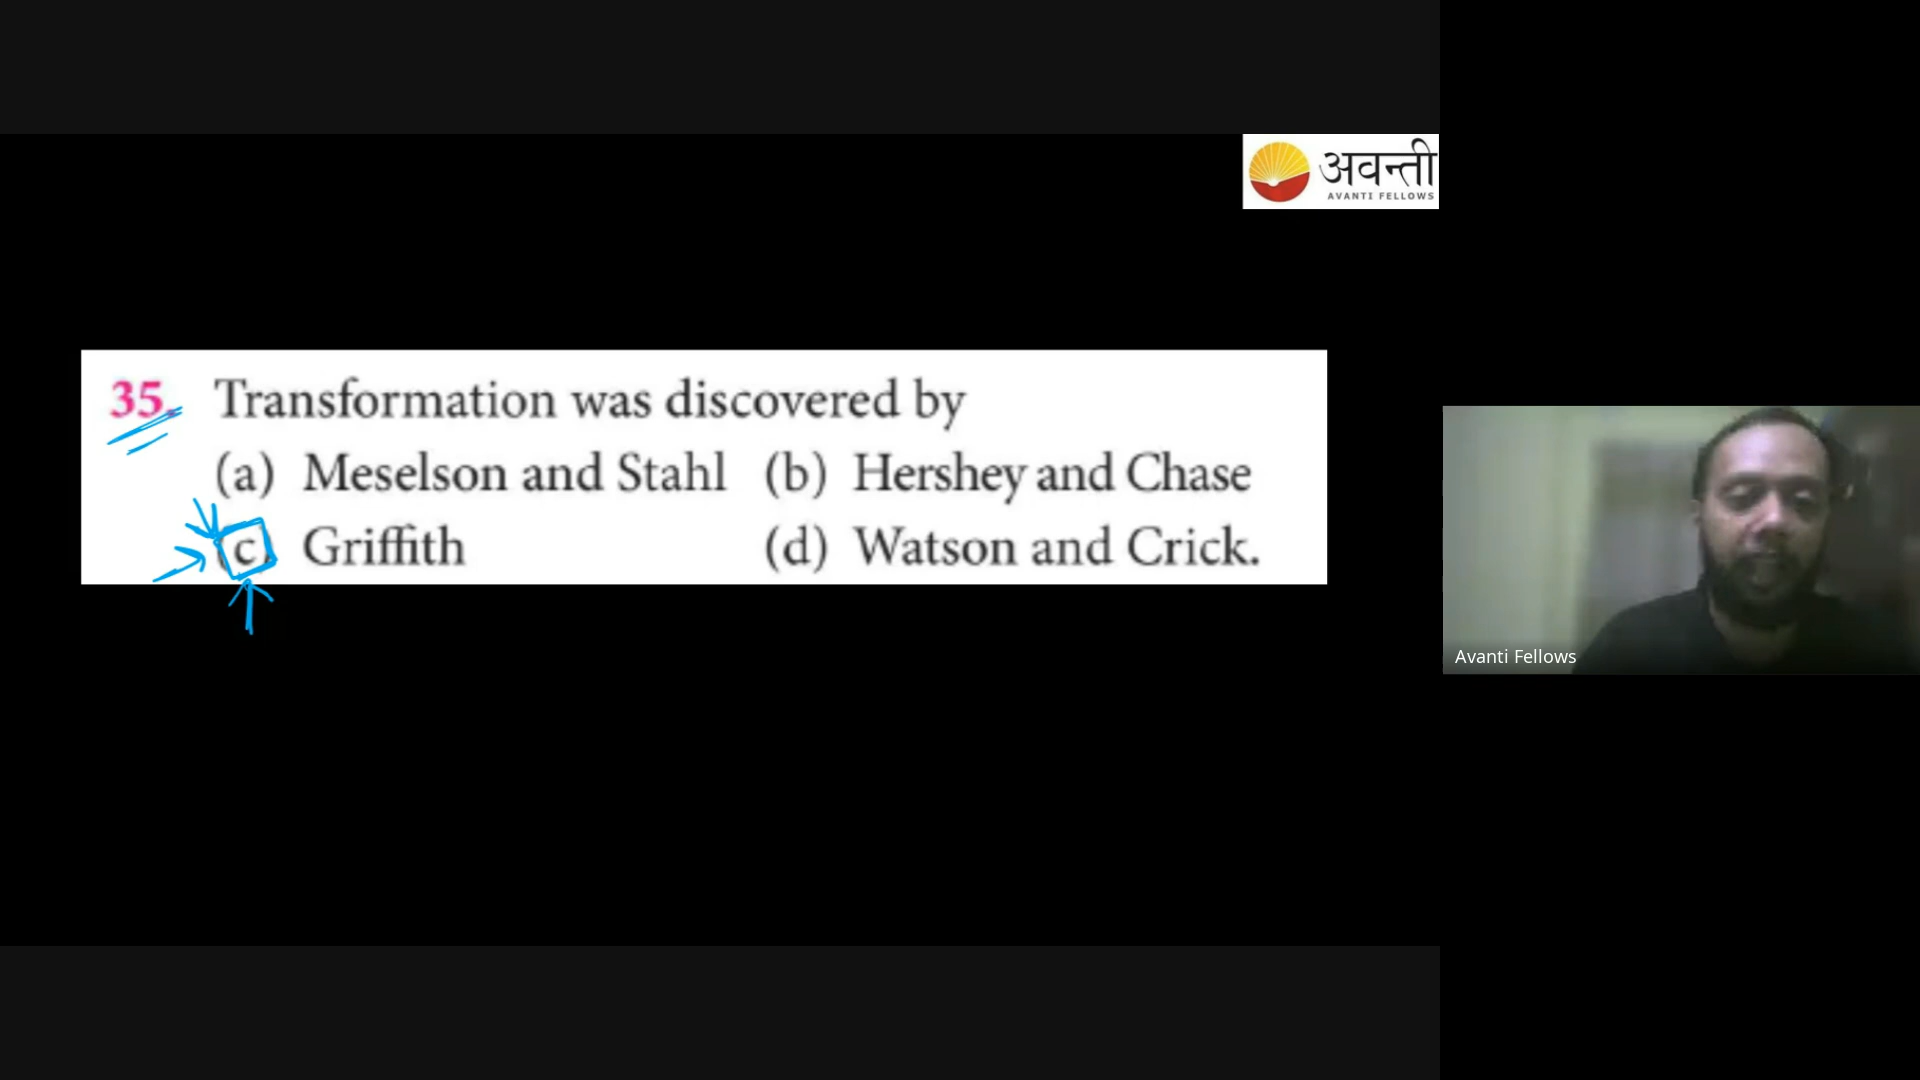 अवन्ती
AVANTI FELLOWS
35. Transformation was discovered by
(a) Meselson and Stahl (b) Hershey and Chase
(c) Griffith (d) Watson and Crick.
Avanti Fellows